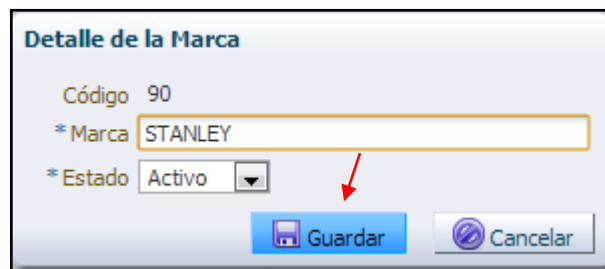 Detalle de la Marca
Código 90
* Marca STANLEY
* Estado Activo
Guardar Cancelar